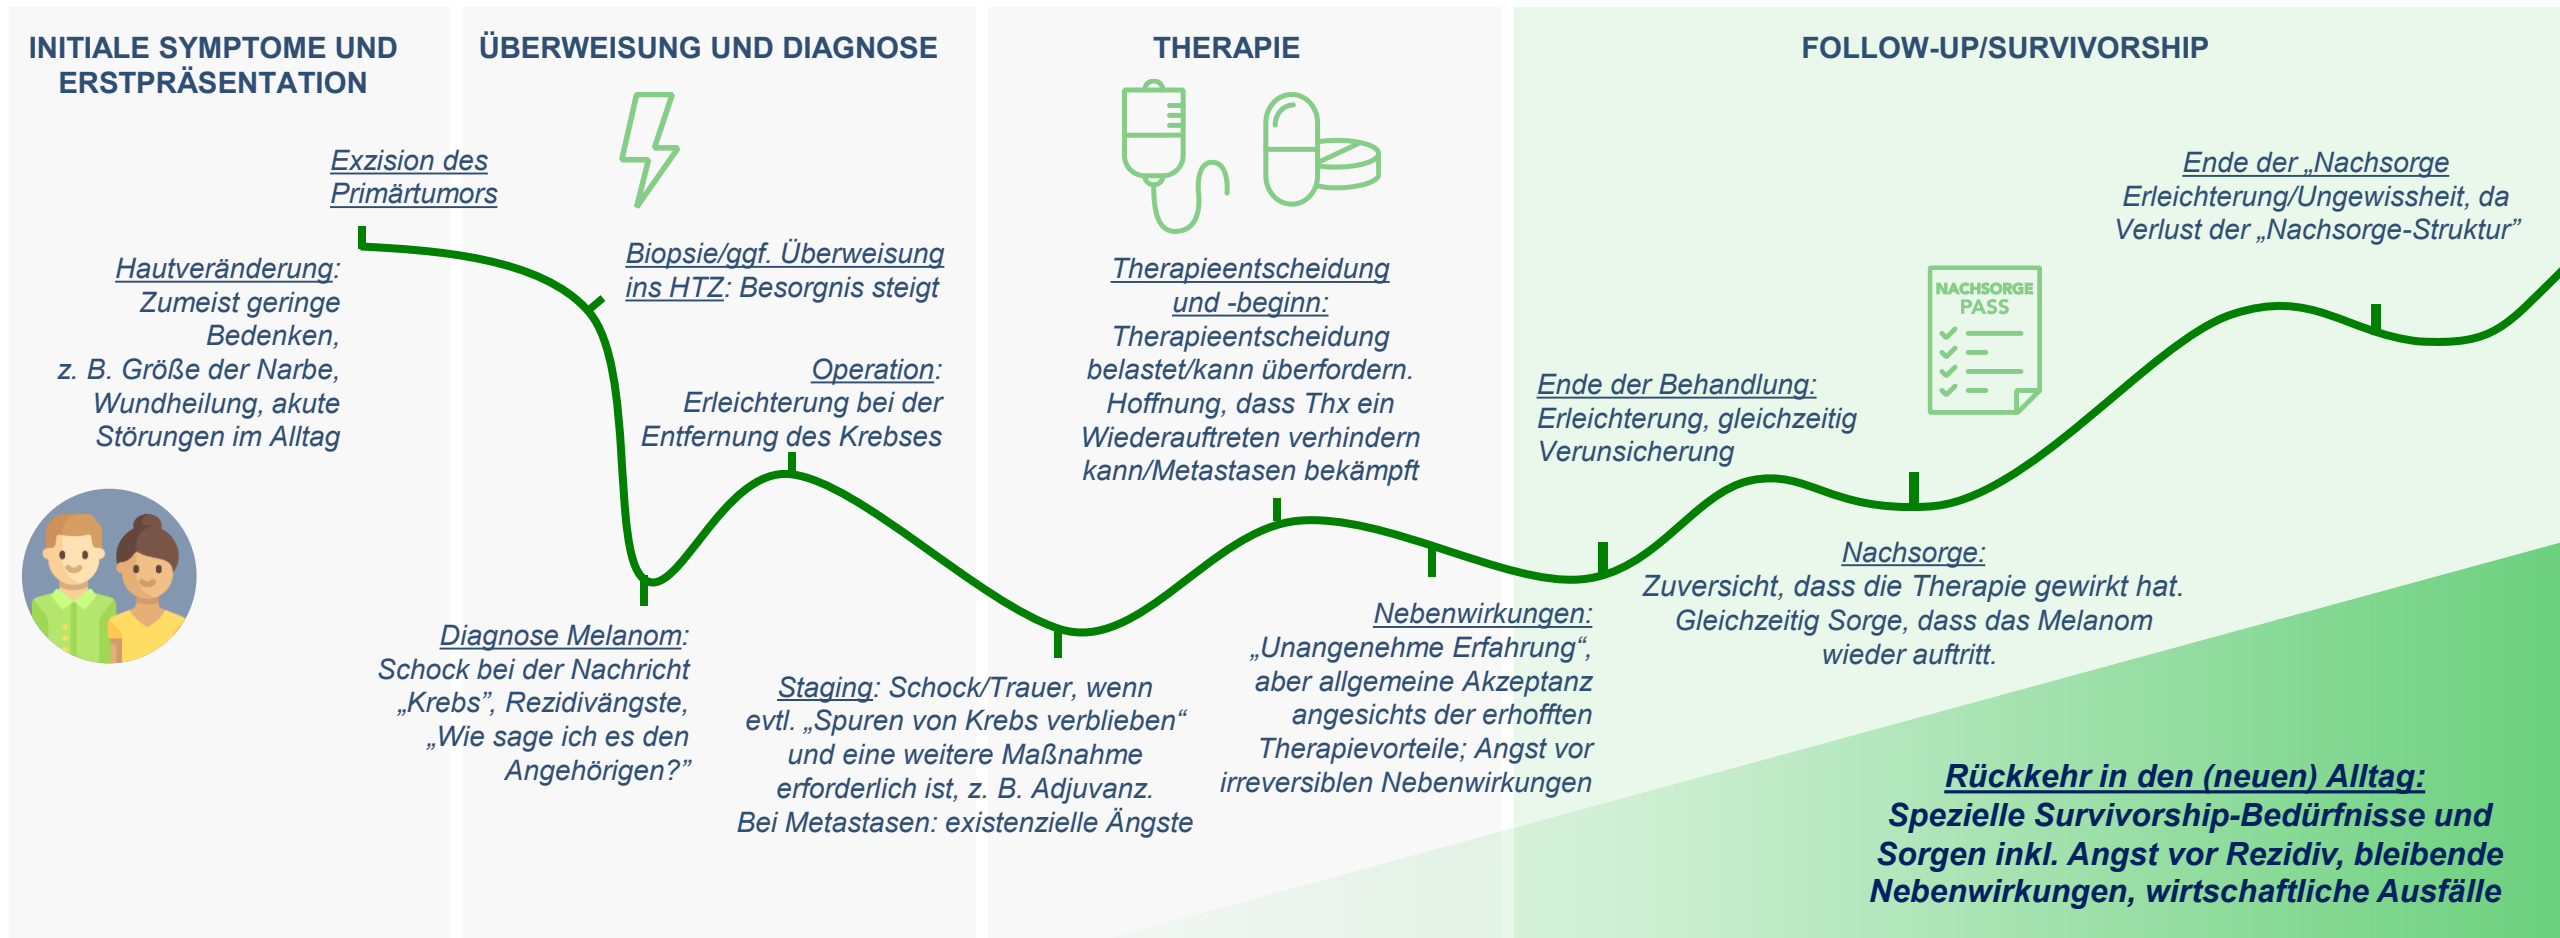 INITIALE SYMPTOME UND
ERSTPRÄSENTATION
Exzision des
Primärtumors
Hautveränderung:
Zumeist geringe
Bedenken,
z. B. Größe der Narbe,
Wundheilung, akute
Störungen im Alltag
ÜBERWEISUNG UND DIAGNOSE
Biopsie/ggf. Überweisung
ins HTZ: Besorgnis steigt
Operation:
Erleichterung bei der
Entfernung des Krebses
Diagnose Melanom:
Schock bei der Nachricht
„Krebs”, Rezidivängste,
„Wie sage ich es den
Angehörigen?”
Staging: Schock/Trauer, wenn
evtl. „Spuren von Krebs verblieben“
und eine weitere Maßnahme
erforderlich ist, z. B. Adjuvanz.
Bei Metastasen: existenzielle Ängste
THERAPIE
Therapieentscheidung
und -beginn:
Therapieentscheidung
belastet/kann überfordern.
Hoffnung, dass Thx ein
Wiederauftreten verhindern
kann/Metastasen bekämpft
Nebenwirkungen:
„Unangenehme Erfahrung“,
aber allgemeine Akzeptanz
angesichts der erhofften
Therapievorteile; Angst vor
irreversiblen Nebenwirkungen
FOLLOW-UP/SURVIVORSHIP
Ende der Behandlung:
Erleichterung, gleichzeitig
Verunsicherung
NACHSORGE
PASS
Nachsorge:
Zuversicht, dass die Therapie gewirkt hat.
Gleichzeitig Sorge, dass das Melanom
wieder auftritt.
Ende der „Nachsorge
Erleichterung/Ungewissheit, da
Verlust der „Nachsorge-Struktur”
Rückkehr in den (neuen) Alltag:
Spezielle Survivorship-Bedürfnisse und
Sorgen inkl. Angst vor Rezidiv, bleibende
Nebenwirkungen, wirtschaftliche Ausfälle